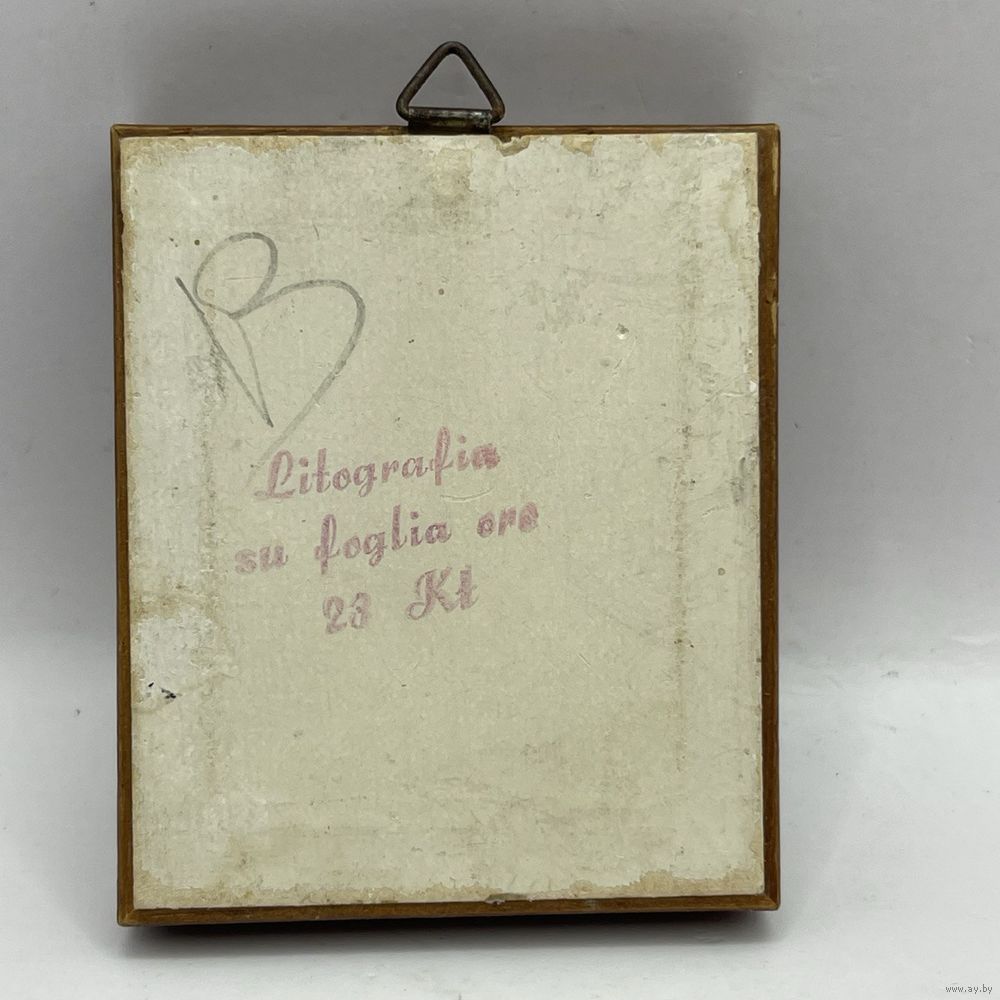 B
Litografia
su foglia oro
23 Kt
www.ay.by